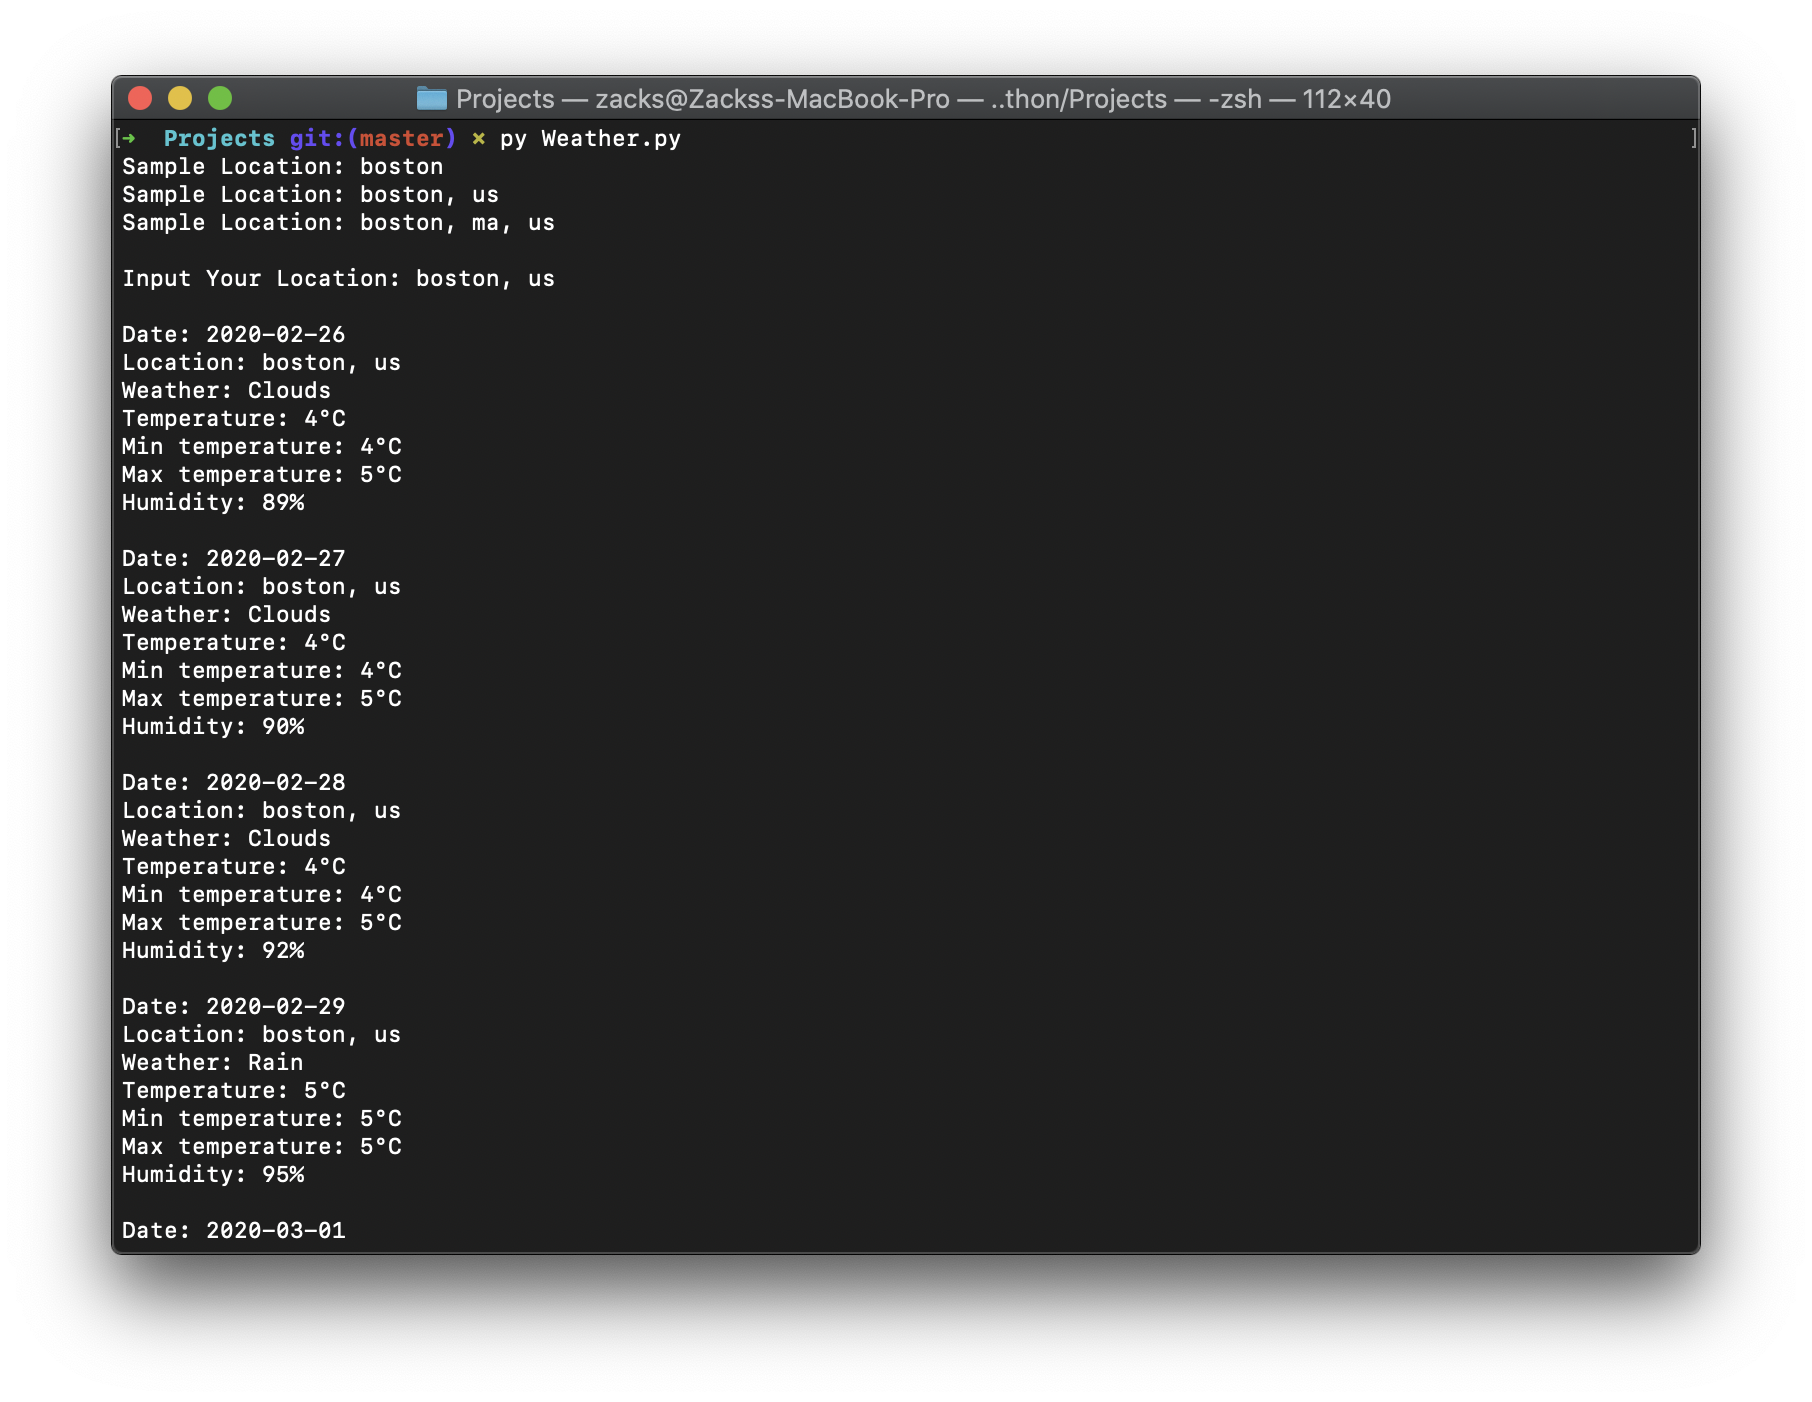 Projects — zacks@Zackss-MacBook-Pro — ..thon/Projects — -zsh — 112×40
[➜  Projects git:(master) ✗ py Weather.py ]
Sample Location: boston
Sample Location: boston, us
Sample Location: boston, ma, us
Input Your Location: boston, us
Date: 2020-02-26
Location: boston, us
Weather: Clouds
Temperature: 4°C
Min temperature: 4°C
Max temperature: 5°C
Humidity: 89%
Date: 2020-02-27
Location: boston, us
Weather: Clouds
Temperature: 4°C
Min temperature: 4°C
Max temperature: 5°C
Humidity: 90%
Date: 2020-02-28
Location: boston, us
Weather: Clouds
Temperature: 4°C
Min temperature: 4°C
Max temperature: 5°C
Humidity: 92%
Date: 2020-02-29
Location: boston, us
Weather: Rain
Temperature: 5°C
Min temperature: 5°C
Max temperature: 5°C
Humidity: 95%
Date: 2020-03-01